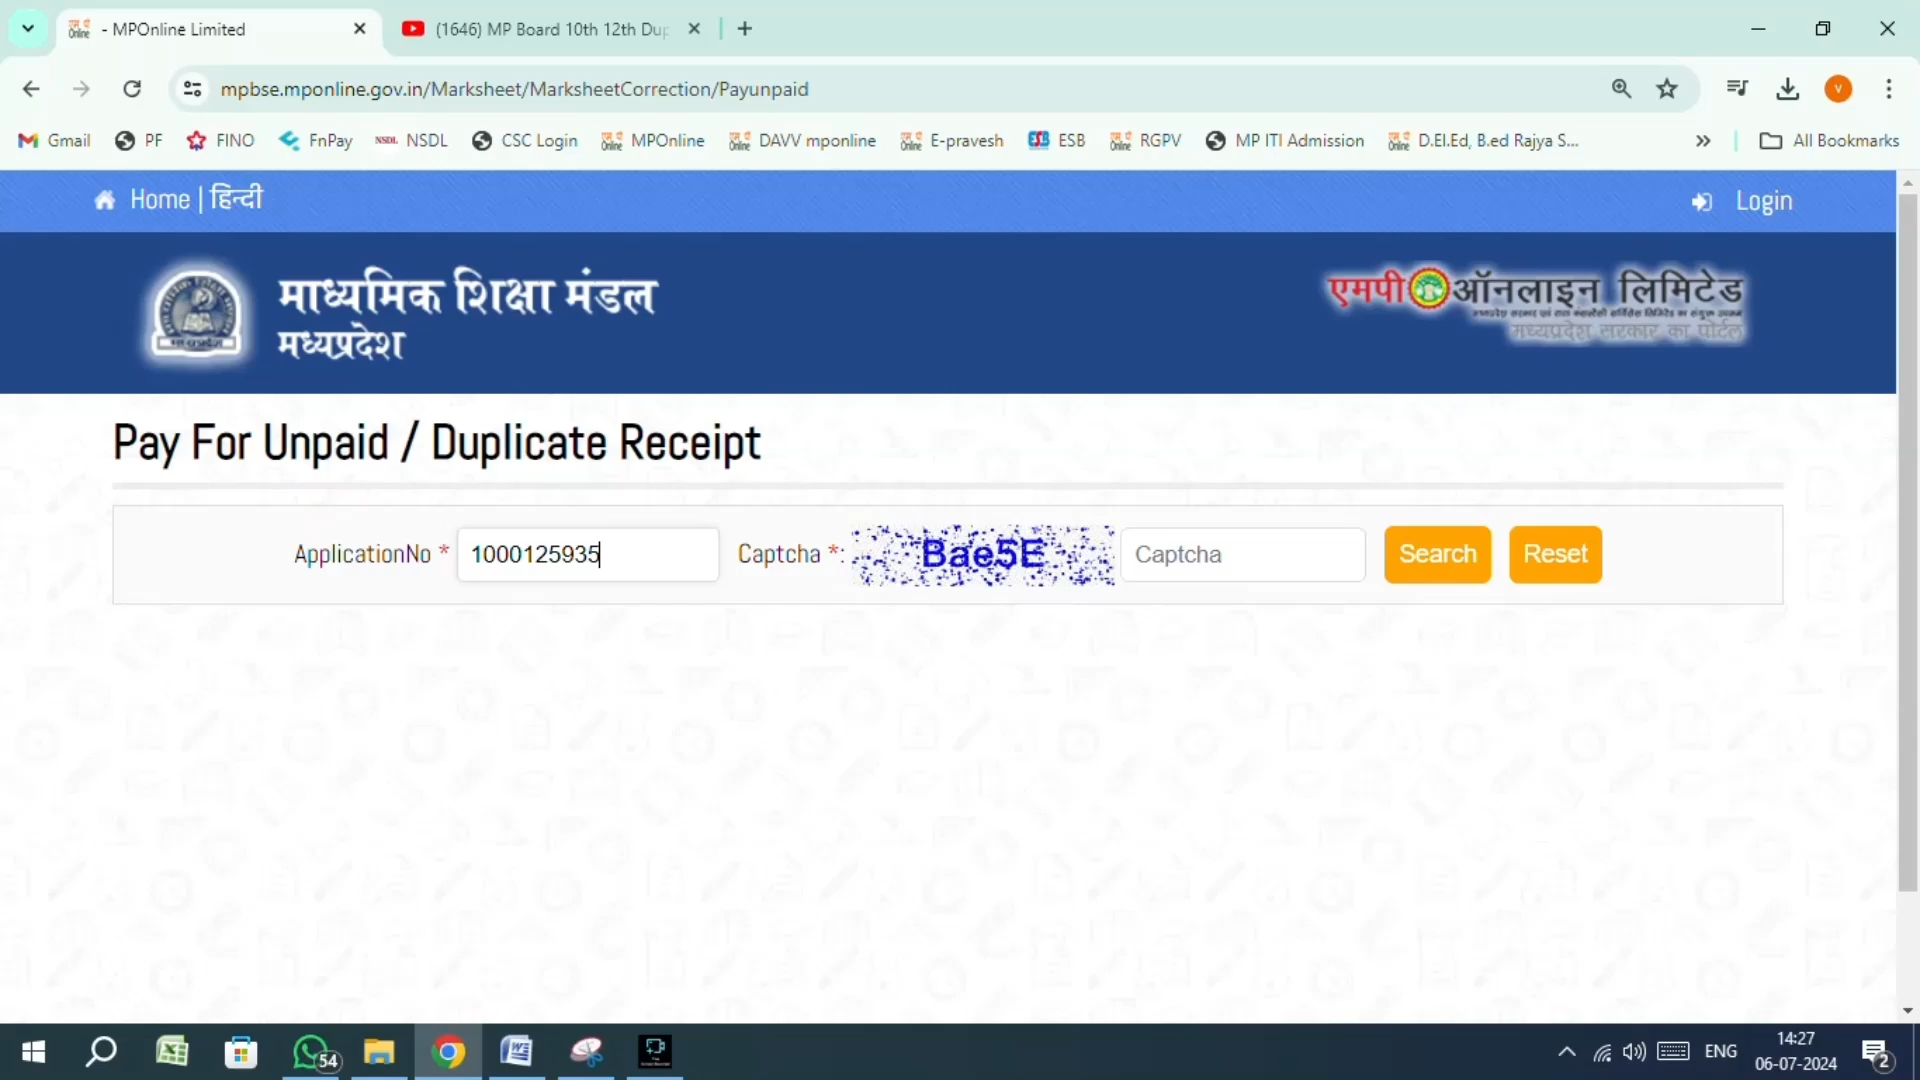 - MPOnline Limited
(1646) MP Board 10th 12th Dup
mpbse.mponline.gov.in/Marksheet/MarksheetCorrection/Payunpaid
V
Gmail PF FINO FnPay NSDL NSDL CSC Login MPOnline DAVV mponline E-pravesh ESB ESB RGPV MP ITI Admission D.El.Ed, B.ed Rajya S... All Bookmarks
Home | हिन्दी Login
माध्यमिक शिक्षा मंडल
मध्यप्रदेश
एमपी ऑनलाइन लिमिटेड
मध्यप्रदेश सरकार का पोर्टल
Pay For Unpaid / Duplicate Receipt
ApplicationNo * 1000125935 Captcha *: Bae5E Captcha Search Reset
54
ENG
14:27
06-07-2024
2